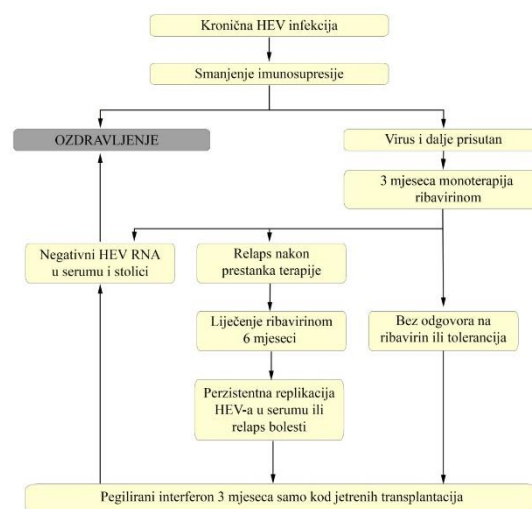 Kronična HEV infekcija
Smanjenje imunosupresije
OZDRAVLJENJE
Virus i dalje prisutan
3 mjeseca monoterapija
ribavirinom
Negativni HEV RNA
u serumu i stolici
Relaps nakon
prestanka terapije
Liječenje ribavirinom
6 mjeseci
Bez odgovora na
ribavirin ili tolerancija
Perzistentna replikacija
HEV-a u serumu ili
relaps bolesti
Pegilirani interferon 3 mjeseca samo kod jetrenih transplantacija